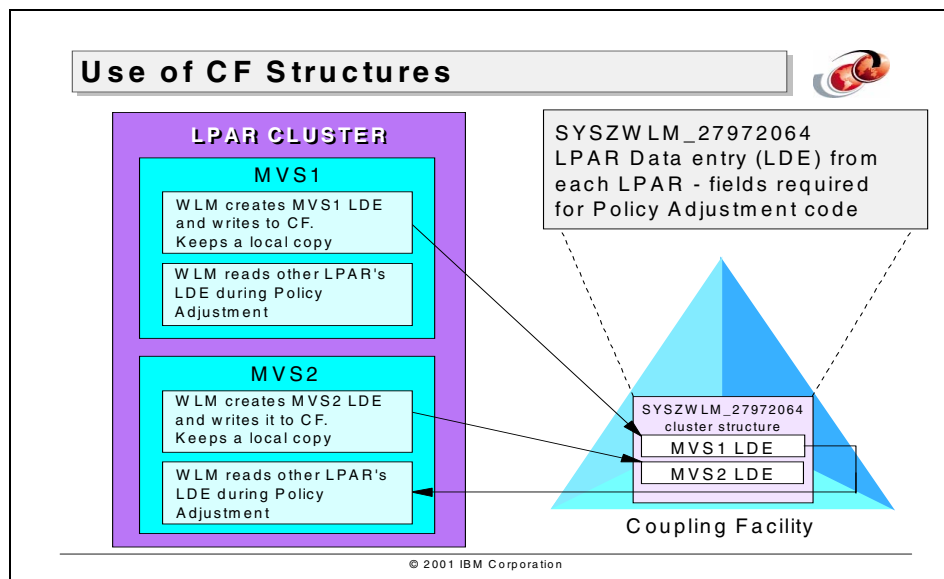 Use of CF Structures
LPAR CLUSTER
MVS1
WLM creates MVS1 LDE
and writes to CF.
Keeps a local copy
WLM reads other LPAR's
LDE during Policy
Adjustment
MVS2
WLM creates MVS2 LDE
and writes it to CF.
Keeps a local copy
WLM reads other LPAR's
LDE during Policy
Adjustment
SYSZWLM_27972064
LPAR Data entry (LDE) from
each LPAR - fields required
for Policy Adjustment code
SYSZWLM_27972064
cluster structure
MVS1 LDE
MVS2 LDE
Coupling Facility
© 2001 IBM Corporation